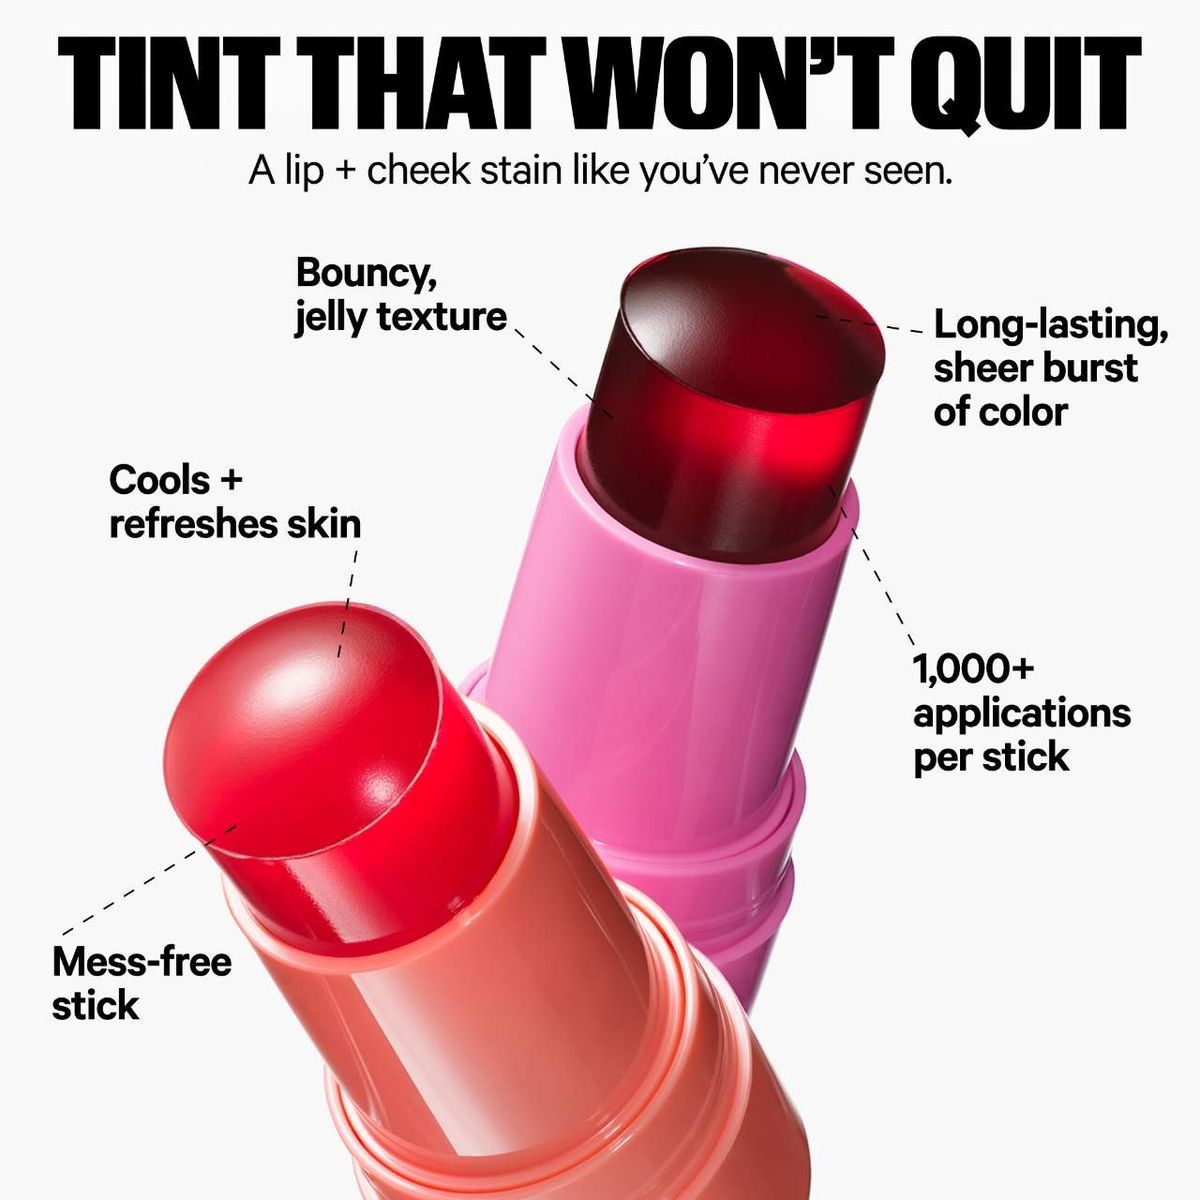 TINT THAT WON'T QUIT
A lip + cheek stain like you've never seen.
Bouncy,
jelly texture
Long-lasting,
sheer burst
of color
Cools +
refreshes skin
1,000+
applications
per stick
Mess-free
stick